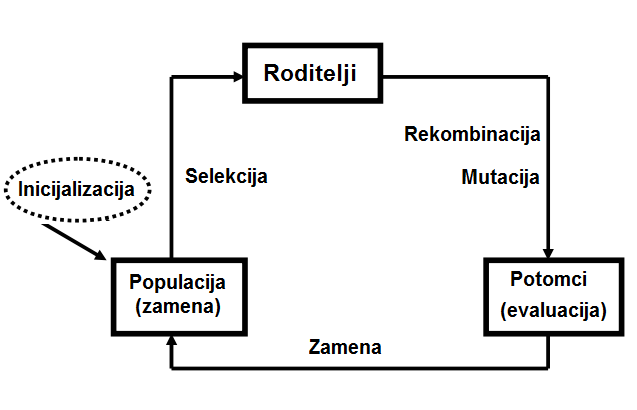 Roditelji
Rekombinacija
Selekcija
Mutacija
Inicijalizacija
Populacija
(zamena)
Potomci
(evaluacija)
Zamena